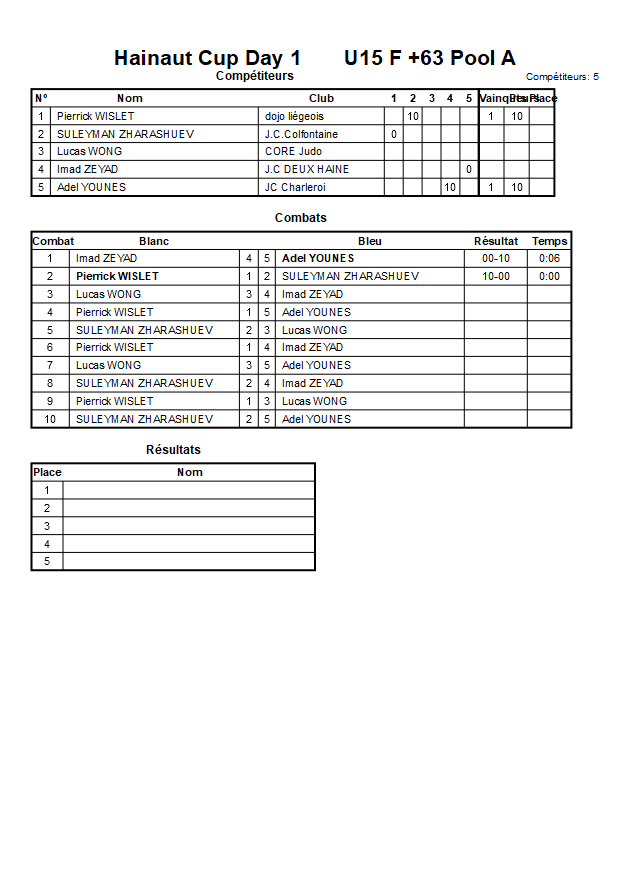 Hainaut Cup Day 1 U15 F +63 Pool A
Compétiteurs Compétiteurs: 5
Nº Nom Club 1 2 3 4 5 Vainqueurs Pts Place
1 Pierrick WISLET dojo liégeois 10 1 10
2 SULEYMAN ZHARASHUEV J.C.Colfontaine 0
3 Lucas WONG CORE Judo
4 Imad ZEYAD J.C DEUX HAINE 0
5 Adel YOUNES JC Charleroi 10 1 10
Combats
Combat Blanc Bleu Résultat Temps
1 Imad ZEYAD 4 5 Adel YOUNES 00-10 0:06
2 Pierrick WISLET 1 2 SULEYMAN ZHARASHUEV 10-00 0:00
3 Lucas WONG 3 4 Imad ZEYAD
4 Pierrick WISLET 1 5 Adel YOUNES
5 SULEYMAN ZHARASHUEV 2 3 Lucas WONG
6 Pierrick WISLET 1 4 Imad ZEYAD
7 Lucas WONG 3 5 Adel YOUNES
8 SULEYMAN ZHARASHUEV 2 4 Imad ZEYAD
9 Pierrick WISLET 1 3 Lucas WONG
10 SULEYMAN ZHARASHUEV 2 5 Adel YOUNES
Résultats
Place Nom
1
2
3
4
5